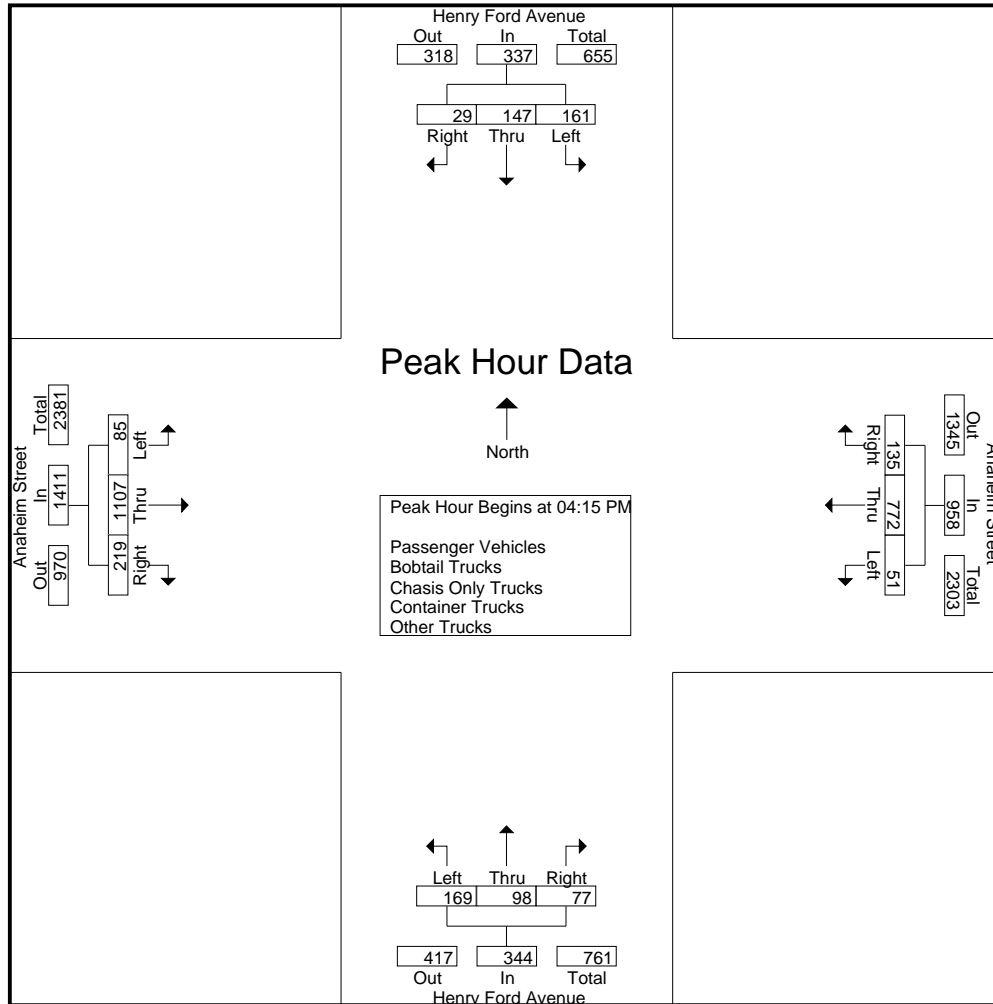 Henry Ford Avenue
Out In Total
318 337 655
29 147 161
Right Thru Left
Peak Hour Data
North
Peak Hour Begins at 04:15 PM
Passenger Vehicles
Bobtail Trucks
Chasis Only Trucks
Container Trucks
Other Trucks
Anaheim Street
Out In Total
970 1411 2381
219 1107 85
Right Thru Left
Anaheim Street
Out In Total
1345 958 2303
135 772 51
Right Thru Left
Left Thru Right
169 98 77
417 344 761
Out In Total
Henry Ford Avenue